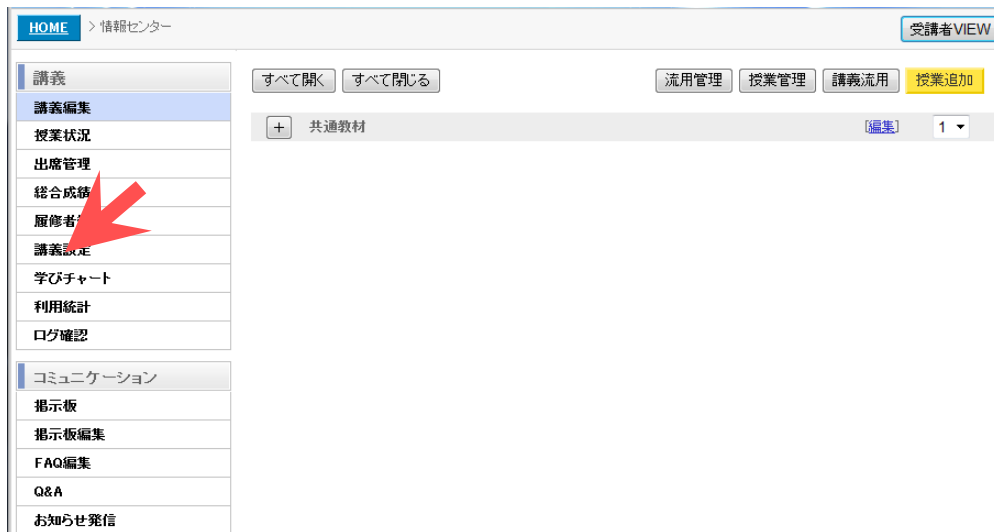 HOME > 情報センター
受講者VIEW
講義
講義編集
授業状況
出席管理
総合成績
履修者
講義設定
学びチャート
利用統計
ログ確認
コミュニケーション
掲示板
掲示板編集
FAQ編集
Q&A
お知らせ発信
すべて開く すべて閉じる 流用管理 授業管理 講義流用 授業追加
+ 共通教材 [編集] 1